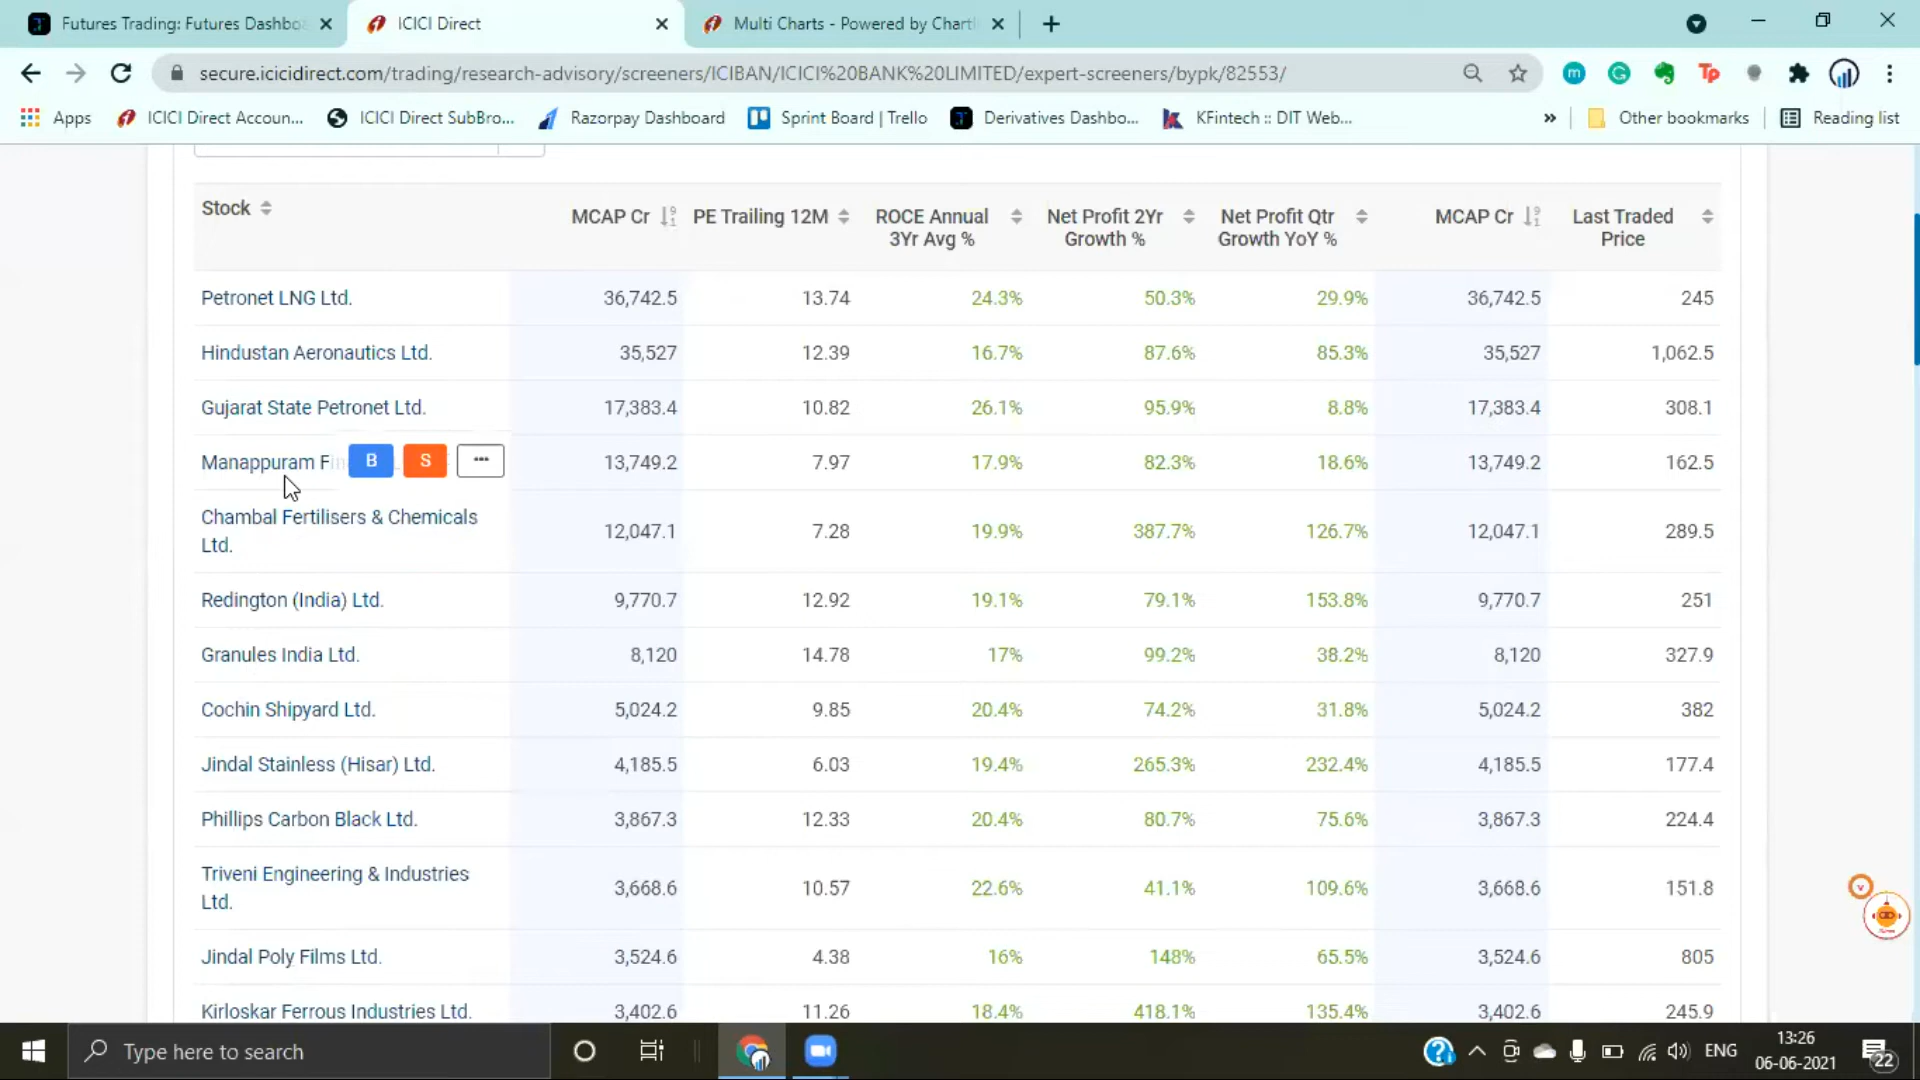 Futures Trading: Futures Dashbo
ICICI Direct
Multi Charts - Powered by Charti
secure.icicidirect.com/trading/research-advisory/screeners/ICIBAN/ICICI%20BANK%20LIMITED/expert-screeners/bypk/82553/
Apps ICICI Direct Accoun... ICICI Direct SubBro... Razorpay Dashboard Sprint Board | Trello Derivatives Dashbo... KFintech :: DIT Web... » Other bookmarks Reading list
Stock MCAP Cr PE Trailing 12M ROCE Annual 3Yr Avg % Net Profit 2Yr Growth % Net Profit Qtr Growth YoY % MCAP Cr Last Traded Price
Petronet LNG Ltd. 36,742.5 13.74 24.3% 50.3% 29.9% 36,742.5 245
Hindustan Aeronautics Ltd. 35,527 12.39 16.7% 87.6% 85.3% 35,527 1,062.5
Gujarat State Petronet Ltd. 17,383.4 10.82 26.1% 95.9% 8.8% 17,383.4 308.1
Manappuram Fin B S ... 13,749.2 7.97 17.9% 82.3% 18.6% 13,749.2 162.5
Chambal Fertilisers & Chemicals Ltd. 12,047.1 7.28 19.9% 387.7% 126.7% 12,047.1 289.5
Redington (India) Ltd. 9,770.7 12.92 19.1% 79.1% 153.8% 9,770.7 251
Granules India Ltd. 8,120 14.78 17% 99.2% 38.2% 8,120 327.9
Cochin Shipyard Ltd. 5,024.2 9.85 20.4% 74.2% 31.8% 5,024.2 382
Jindal Stainless (Hisar) Ltd. 4,185.5 6.03 19.4% 265.3% 232.4% 4,185.5 177.4
Phillips Carbon Black Ltd. 3,867.3 12.33 20.4% 80.7% 75.6% 3,867.3 224.4
Triveni Engineering & Industries Ltd. 3,668.6 10.57 22.6% 41.1% 109.6% 3,668.6 151.8
Jindal Poly Films Ltd. 3,524.6 4.38 16% 148% 65.5% 3,524.6 805
Kirloskar Ferrous Industries Ltd. 3,402.6 11.26 18.4% 418.1% 135.4% 3,402.6 245.9
Type here to search
ENG
13:26
06-06-2021
22